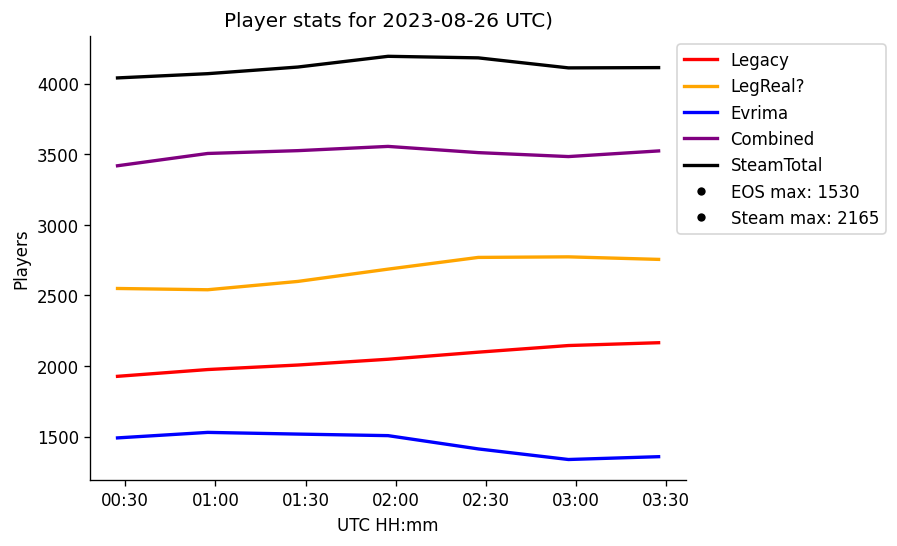 Player stats for 2023-08-26 UTC)
Players
4000
3500
3000
2500
2000
1500
00:30 01:00 01:30 02:00 02:30 03:00 03:30
UTC HH:mm
Legacy
LegReal?
Evrima
Combined
SteamTotal
EOS max: 1530
Steam max: 2165